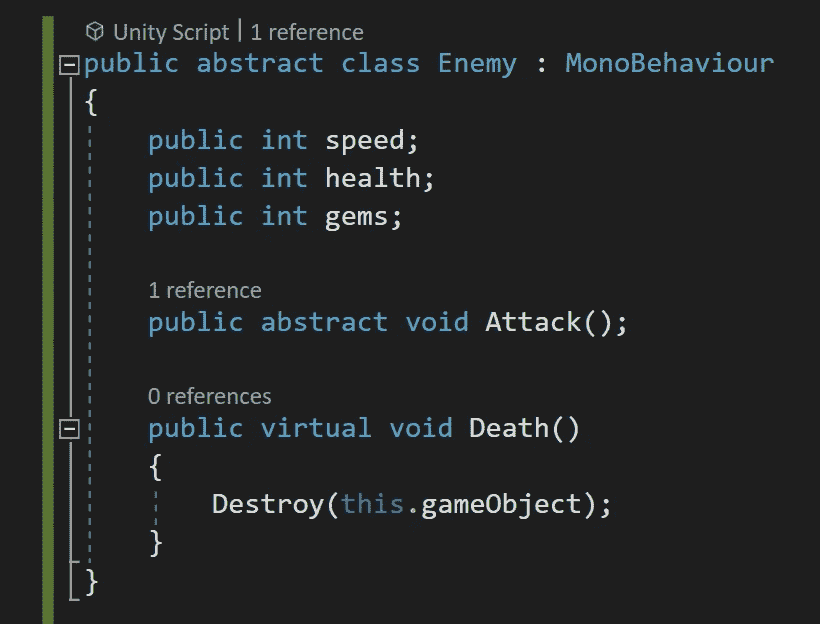 Unity Script | 1 reference
public abstract class Enemy : MonoBehaviour
{
    public int speed;
    public int health;
    public int gems;

    1 reference
    public abstract void Attack();

    0 references
    public virtual void Death()
    {
        Destroy(this.gameObject);
    }
}